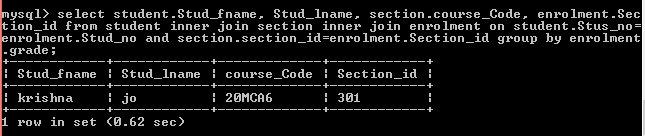 mysql> select student.Stud_fname, Stud_lname, section.course_Code, enrolment.Sec
tion_id from student inner join section inner join enrolment on student.Stus_no=
enrolment.Stud_no and section.section_id=enrolment.Section_id group by enrolment
.grade;
+------------+------------+-------------+------------+
| Stud_fname | Stud_lname | course_Code | Section_id |
+------------+------------+-------------+------------+
| krishna | jo | 20MCA6 | 301 |
+------------+------------+-------------+------------+
1 row in set (0.62 sec)